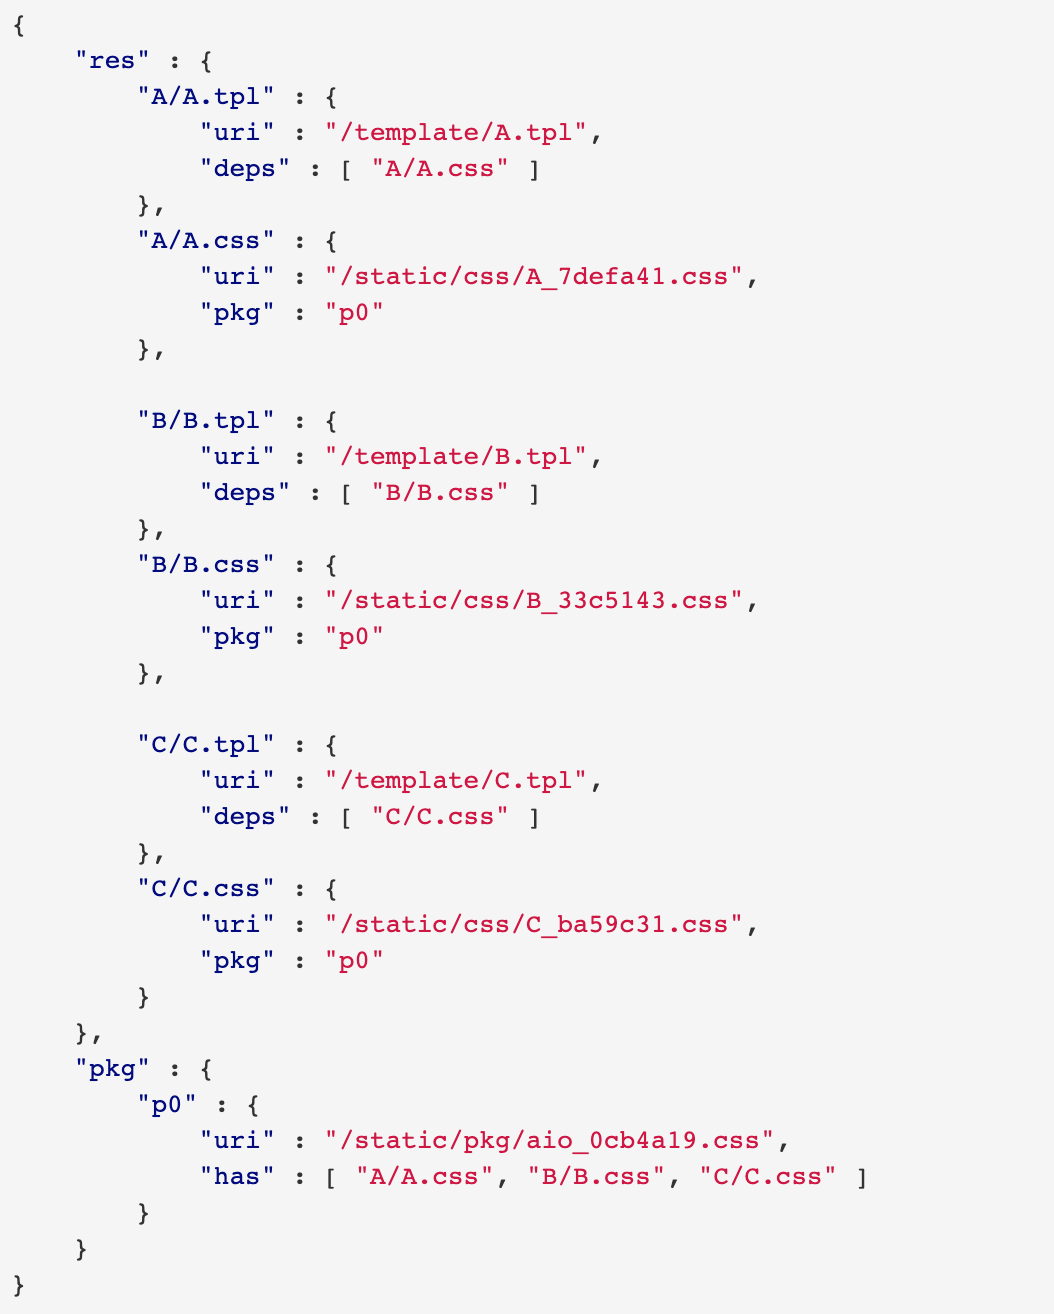 {
     "res" : {
         "A/A.tpl" : {
             "uri" : "/template/A.tpl",
             "deps" : [ "A/A.css" ]
         },
         "A/A.css" : {
             "uri" : "/static/css/A_7defa41.css",
             "pkg" : "p0"
         },

         "B/B.tpl" : {
             "uri" : "/template/B.tpl",
             "deps" : [ "B/B.css" ]
         },
         "B/B.css" : {
             "uri" : "/static/css/B_33c5143.css",
             "pkg" : "p0"
         },

         "C/C.tpl" : {
             "uri" : "/template/C.tpl",
             "deps" : [ "C/C.css" ]
         },
         "C/C.css" : {
             "uri" : "/static/css/C_ba59c31.css",
             "pkg" : "p0"
         }
     },
     "pkg" : {
         "p0" : {
             "uri" : "/static/pkg/aio_0cb4a19.css",
             "has" : [ "A/A.css", "B/B.css", "C/C.css" ]
         }
     }
}